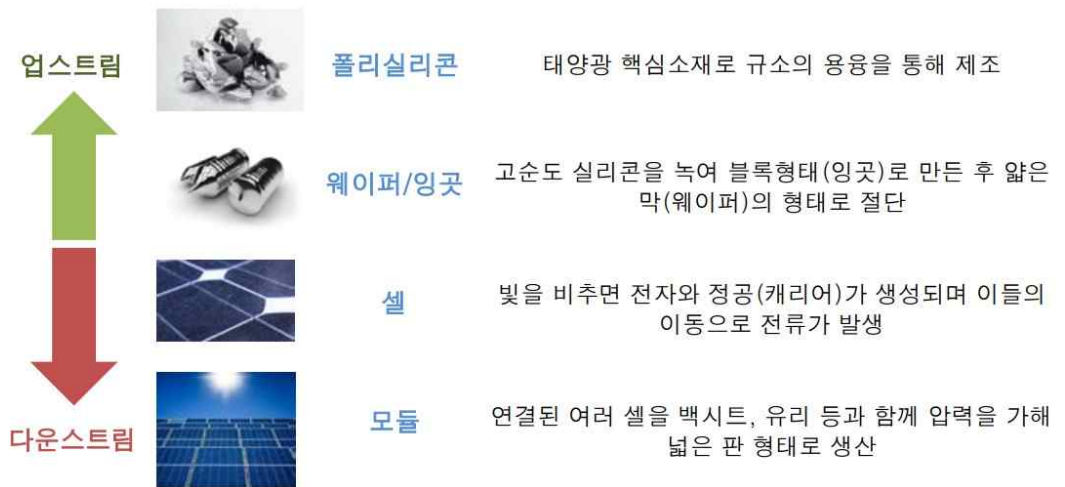 업스트림
폴리실리콘
태양광 핵심소재로 규소의 용융을 통해 제조
웨이퍼/잉곳
고순도 실리콘을 녹여 블록형태(잉곳)로 만든 후 얇은
막(웨이퍼)의 형태로 절단
셀
빛을 비추면 전자와 정공(캐리어)가 생성되며 이들의
이동으로 전류가 발생
다운스트림
모듈
연결된 여러 셀을 백시트, 유리 등과 함께 압력을 가해
넓은 판 형태로 생산